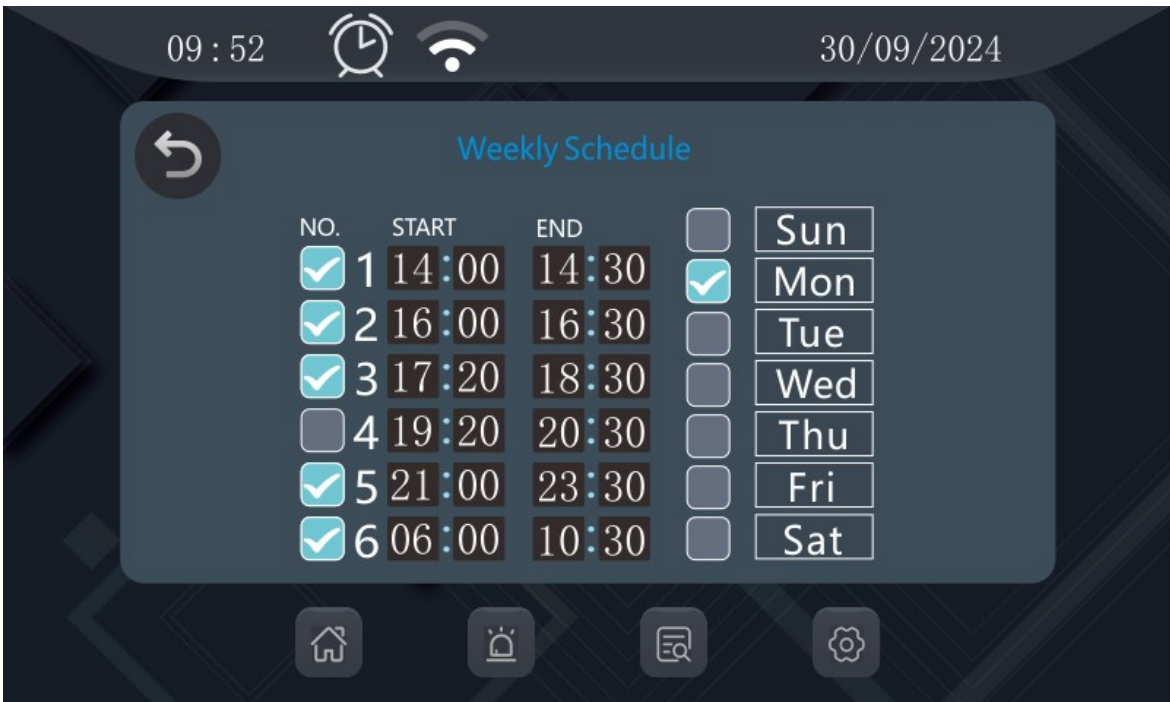 09:52 30/09/2024
Weekly Schedule
NO. START END
1 14:00 14:30
2 16:00 16:30
3 17:20 18:30
4 19:20 20:30
5 21:00 23:30
6 06:00 10:30
Sun
Mon
Tue
Wed
Thu
Fri
Sat